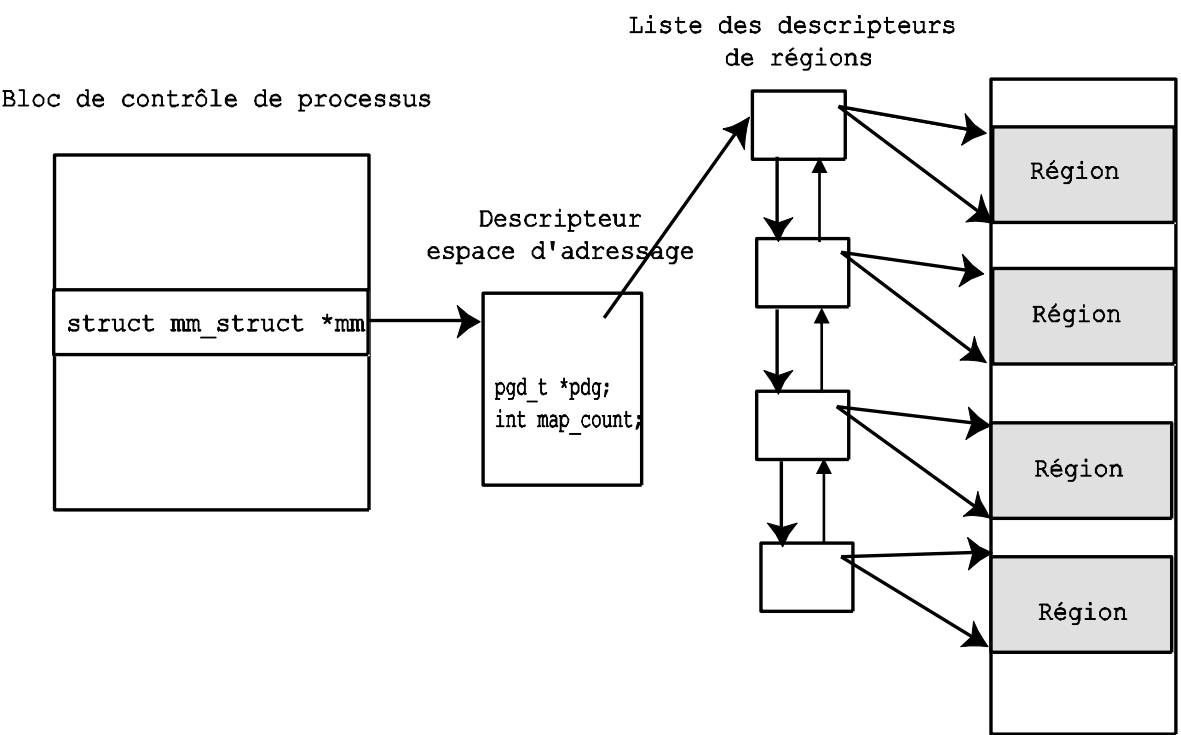 Liste des descripteurs
de régions
Bloc de contrôle de processus
Descripteur
espace d'adressage
struct mm_struct *mm
pgd_t *pdg;
int map_count;
Région
Région
Région
Région